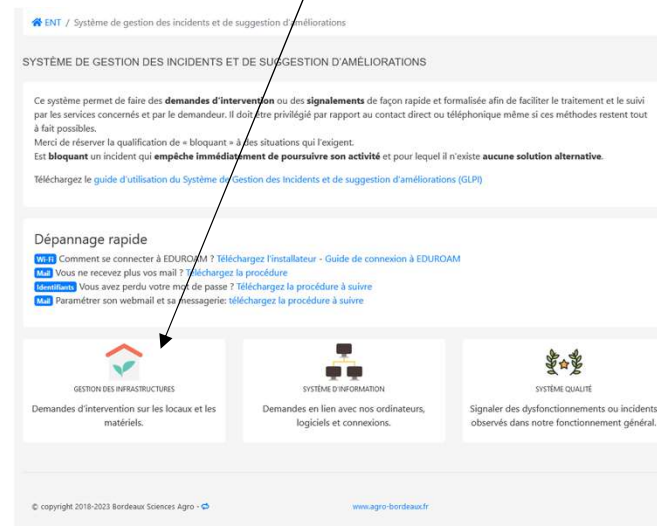 ENT / Système de gestion des incidents et de suggestion d'améliorations
SYSTÈME DE GESTION DES INCIDENTS ET DE SUGGESTION D'AMÉLIORATIONS
Ce système permet de faire des demandes d'intervention ou des signalements de façon rapide et formalisée afin de faciliter le traitement et le suivi
par les services concernés et par le demandeur. Il doit être privilégié par rapport au contact direct ou téléphonique même si ces méthodes restent tout
à fait possibles.
Merci de réserver la qualification de « bloquant » à des situations qui l'exigent.
Est bloquant un incident qui empêche immédiatement de poursuivre son activité et pour lequel il n'existe aucune solution alternative.
Téléchargez le guide d'utilisation du Système de Gestion des Incidents et de suggestion d'améliorations (GLPI)
Dépannage rapide
Wi-Fi Comment se connecter à EDUROAM ? Téléchargez l'installateur - Guide de connexion à EDUROAM
Mail Vous ne recevez plus vos mail ? Téléchargez la procédure
Identifiants Vous avez perdu votre mot de passe ? Téléchargez la procédure à suivre
Mail Paramétrer son webmail et sa messagerie: téléchargez la procédure à suivre
GESTION DES INFRASTRUCTURES
Demandes d'intervention sur les locaux et les
matériels.
SYSTÈME D'INFORMATION
Demandes en lien avec nos ordinateurs,
logiciels et connexions.
SYSTÈME QUALITÉ
Signaler des dysfonctionnements ou incidents
observés dans notre fonctionnement général.
© copyright 2018-2023 Bordeaux Sciences Agro -
www.agro-bordeaux.fr